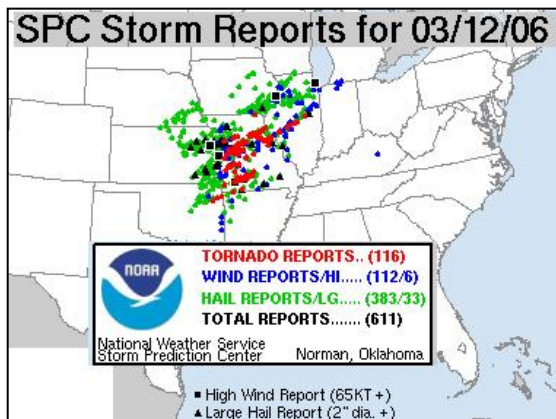 SPC Storm Reports for 03/12/06
NOAA
TORNADO REPORTS.. (116)
WIND REPORTS/HI..... (112/6)
HAIL REPORTS/LG..... (383/33)
TOTAL REPORTS....... (611)
National Weather Service
Storm Prediction Center Norman, Oklahoma
■ High Wind Report (65KT +)
▲ Large Hail Report (2" dia. +)